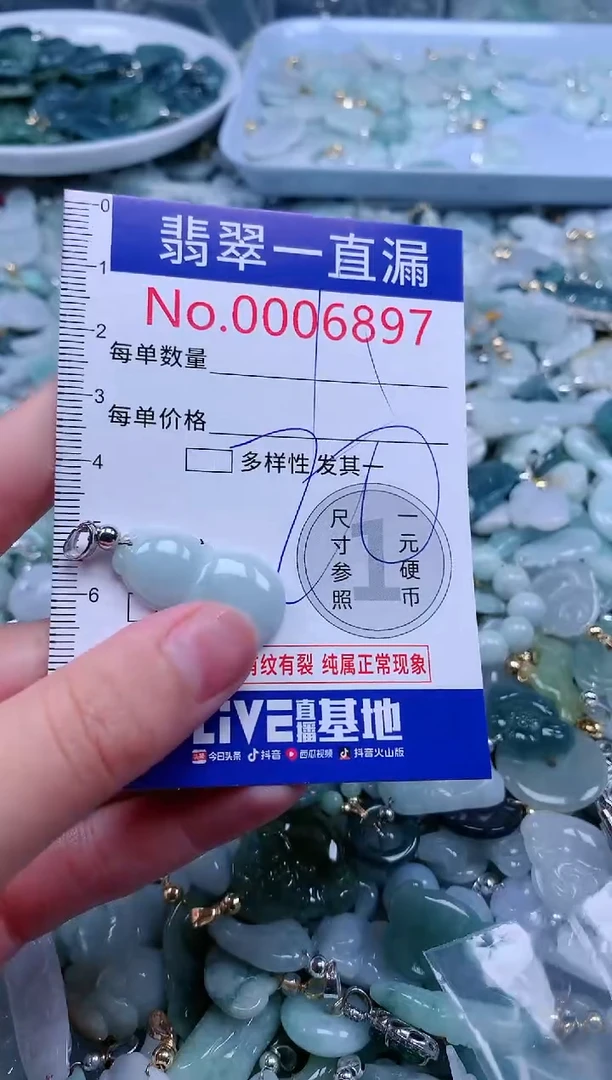 0
翡翠一直漏
1
No.0006897
2
每单数量
3
每单价格
4
多样性 发其一
尺寸参照
一元硬币
1
6
有纹有裂 纯属正常现象
LiVE直播基地
今日头条 抖音 西瓜视频 抖音火山版